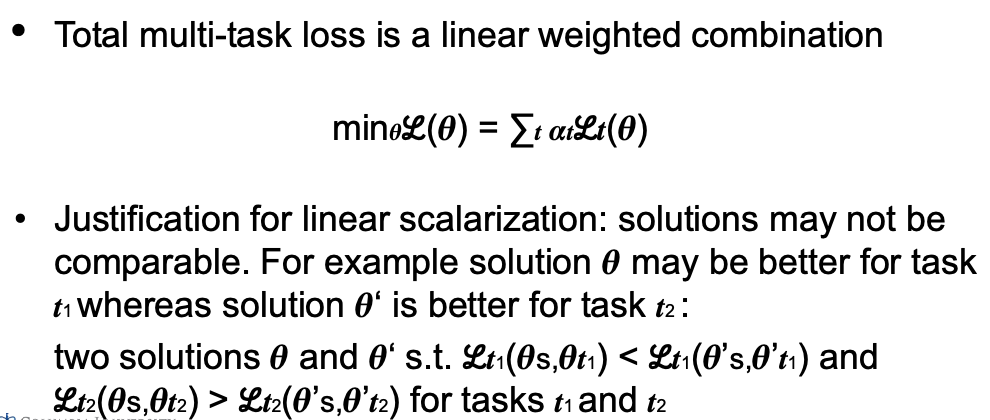 • Total multi-task loss is a linear weighted combination
minθℒ(θ) = ∑t αtℒt(θ)
• Justification for linear scalarization: solutions may not be
comparable. For example solution θ may be better for task
t1 whereas solution θ‘ is better for task t2 :
two solutions θ and θ‘ s.t. ℒt1(θs,θt1) < ℒt1(θ’s,θ’t1) and
ℒt2(θs,θt2) > ℒt2(θ’s,θ’t2) for tasks t1 and t2